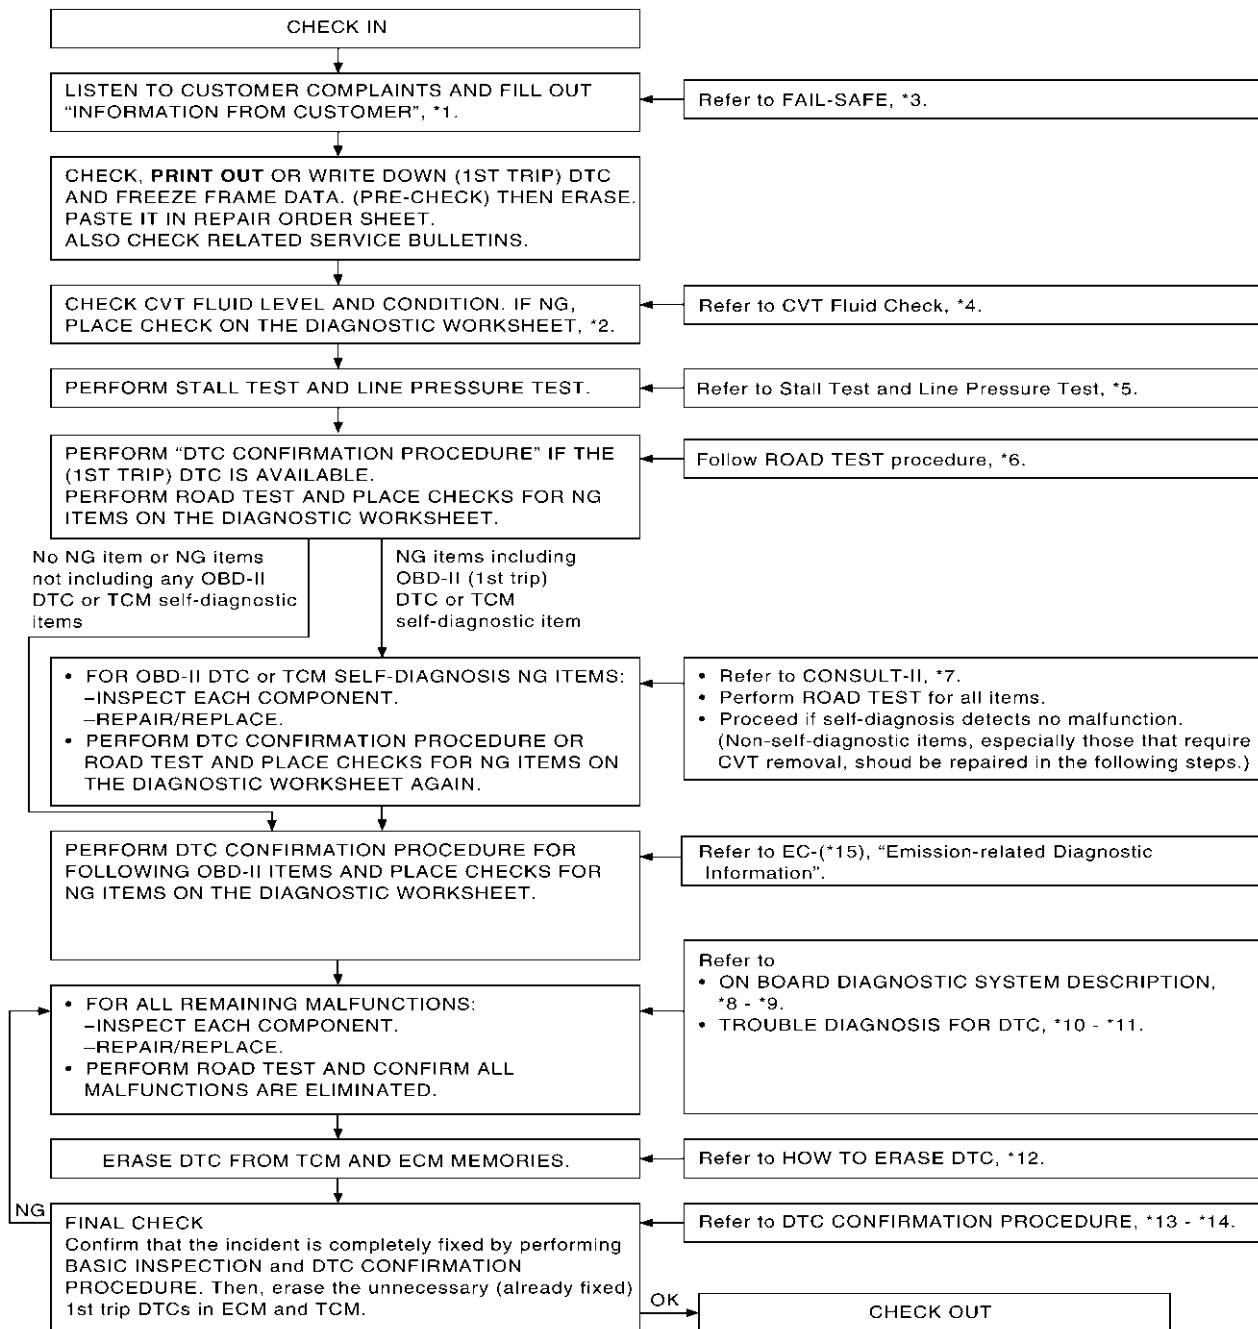 CHECK IN
LISTEN TO CUSTOMER COMPLAINTS AND FILL OUT
“INFORMATION FROM CUSTOMER”, *1.
Refer to FAIL-SAFE, *3.
CHECK, PRINT OUT OR WRITE DOWN (1ST TRIP) DTC
AND FREEZE FRAME DATA. (PRE-CHECK) THEN ERASE.
PASTE IT IN REPAIR ORDER SHEET.
ALSO CHECK RELATED SERVICE BULLETINS.
CHECK CVT FLUID LEVEL AND CONDITION. IF NG,
PLACE CHECK ON THE DIAGNOSTIC WORKSHEET, *2.
Refer to CVT Fluid Check, *4.
PERFORM STALL TEST AND LINE PRESSURE TEST.
Refer to Stall Test and Line Pressure Test, *5.
PERFORM “DTC CONFIRMATION PROCEDURE” IF THE
(1ST TRIP) DTC IS AVAILABLE.
PERFORM ROAD TEST AND PLACE CHECKS FOR NG
ITEMS ON THE DIAGNOSTIC WORKSHEET.
Follow ROAD TEST procedure, *6.
No NG item or NG items
not including any OBD-II
DTC or TCM self-diagnostic
items
NG items including
OBD-II (1st trip)
DTC or TCM
self-diagnostic item
• FOR OBD-II DTC or TCM SELF-DIAGNOSIS NG ITEMS:
–INSPECT EACH COMPONENT.
–REPAIR/REPLACE.
• PERFORM DTC CONFIRMATION PROCEDURE OR
ROAD TEST AND PLACE CHECKS FOR NG ITEMS ON
THE DIAGNOSTIC WORKSHEET AGAIN.
• Refer to CONSULT-II, *7.
• Perform ROAD TEST for all items.
• Proceed if self-diagnosis detects no malfunction.
(Non-self-diagnostic items, especially those that require
CVT removal, shoud be repaired in the following steps.)
PERFORM DTC CONFIRMATION PROCEDURE FOR
FOLLOWING OBD-II ITEMS AND PLACE CHECKS FOR
NG ITEMS ON THE DIAGNOSTIC WORKSHEET.
Refer to EC-(*15), “Emission-related Diagnostic
Information”.
• FOR ALL REMAINING MALFUNCTIONS:
–INSPECT EACH COMPONENT.
–REPAIR/REPLACE.
• PERFORM ROAD TEST AND CONFIRM ALL
MALFUNCTIONS ARE ELIMINATED.
Refer to
• ON BOARD DIAGNOSTIC SYSTEM DESCRIPTION,
*8 - *9.
• TROUBLE DIAGNOSIS FOR DTC, *10 - *11.
ERASE DTC FROM TCM AND ECM MEMORIES.
Refer to HOW TO ERASE DTC, *12.
NG
FINAL CHECK
Confirm that the incident is completely fixed by performing
BASIC INSPECTION and DTC CONFIRMATION
PROCEDURE. Then, erase the unnecessary (already fixed)
1st trip DTCs in ECM and TCM.
Refer to DTC CONFIRMATION PROCEDURE, *13 - *14.
OK
CHECK OUT